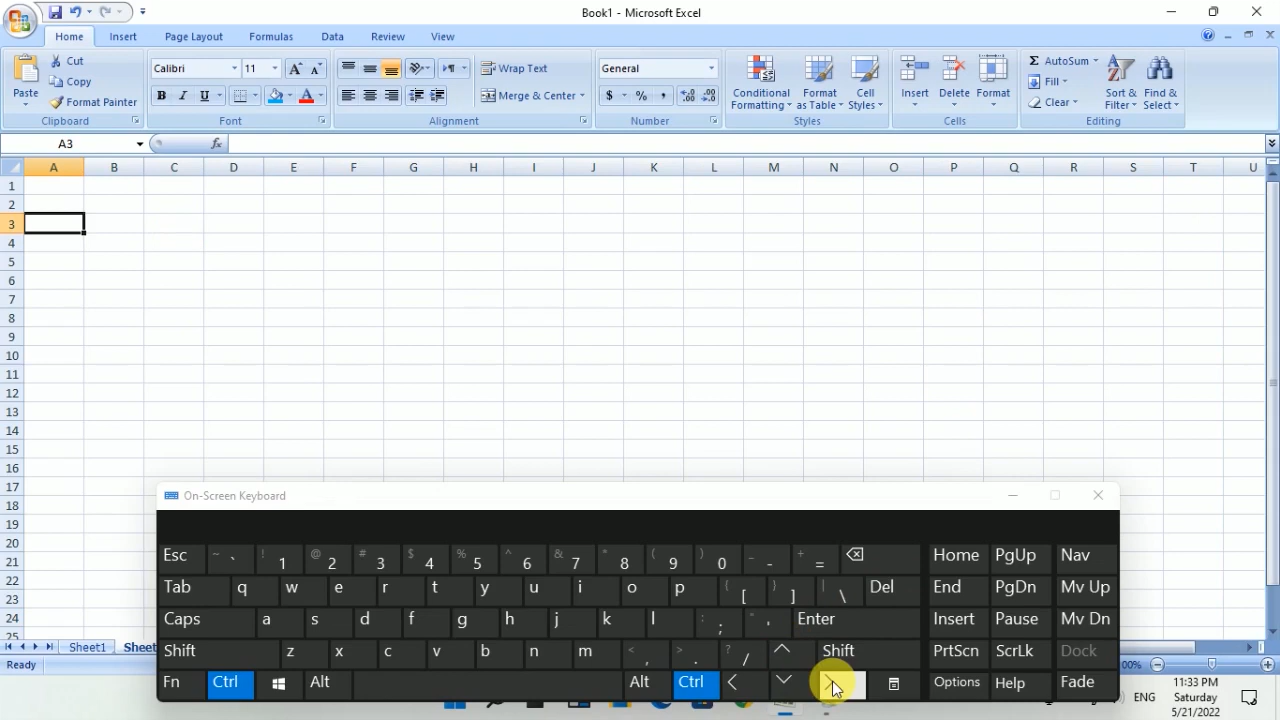 Book1 - Microsoft Excel
Home Insert Page Layout Formulas Data Review View
Paste
Cut
Copy
Format Painter
Clipboard
Calibri 11
B I U
Font
Wrap Text
Merge & Center
Alignment
General
$ % ,
Number
Conditional Formatting
Format as Table
Cell Styles
Styles
Insert Delete Format
Cells
Σ AutoSum
Fill
Clear
Sort & Filter
Find & Select
Editing
A3 fx
A B C D E F G H I J K L M N O P Q R S T U
1
2
3
4
5
6
7
8
9
10
11
12
13
14
15
16
17
18
19
20
21
22
23
24
25
Sheet1 Sheet
Ready
00%
On-Screen Keyboard
Esc ~ ` ! 1 @ 2 # 3 $ 4 % 5 ^ 6 & 7 * 8 ( 9 ) 0 _ - + = Home PgUp Nav
Tab q w e r t y u i o p { [ } ] | \ Del End PgDn Mv Up
Caps a s d f g h j k l : ; " ' Enter Insert Pause Mv Dn
Shift z x c v b n m < , > . ? / Shift PrtScn ScrLk Dock
Fn Ctrl Alt Alt Ctrl Options Help Fade
ENG
11:33 PM
Saturday
5/21/2022